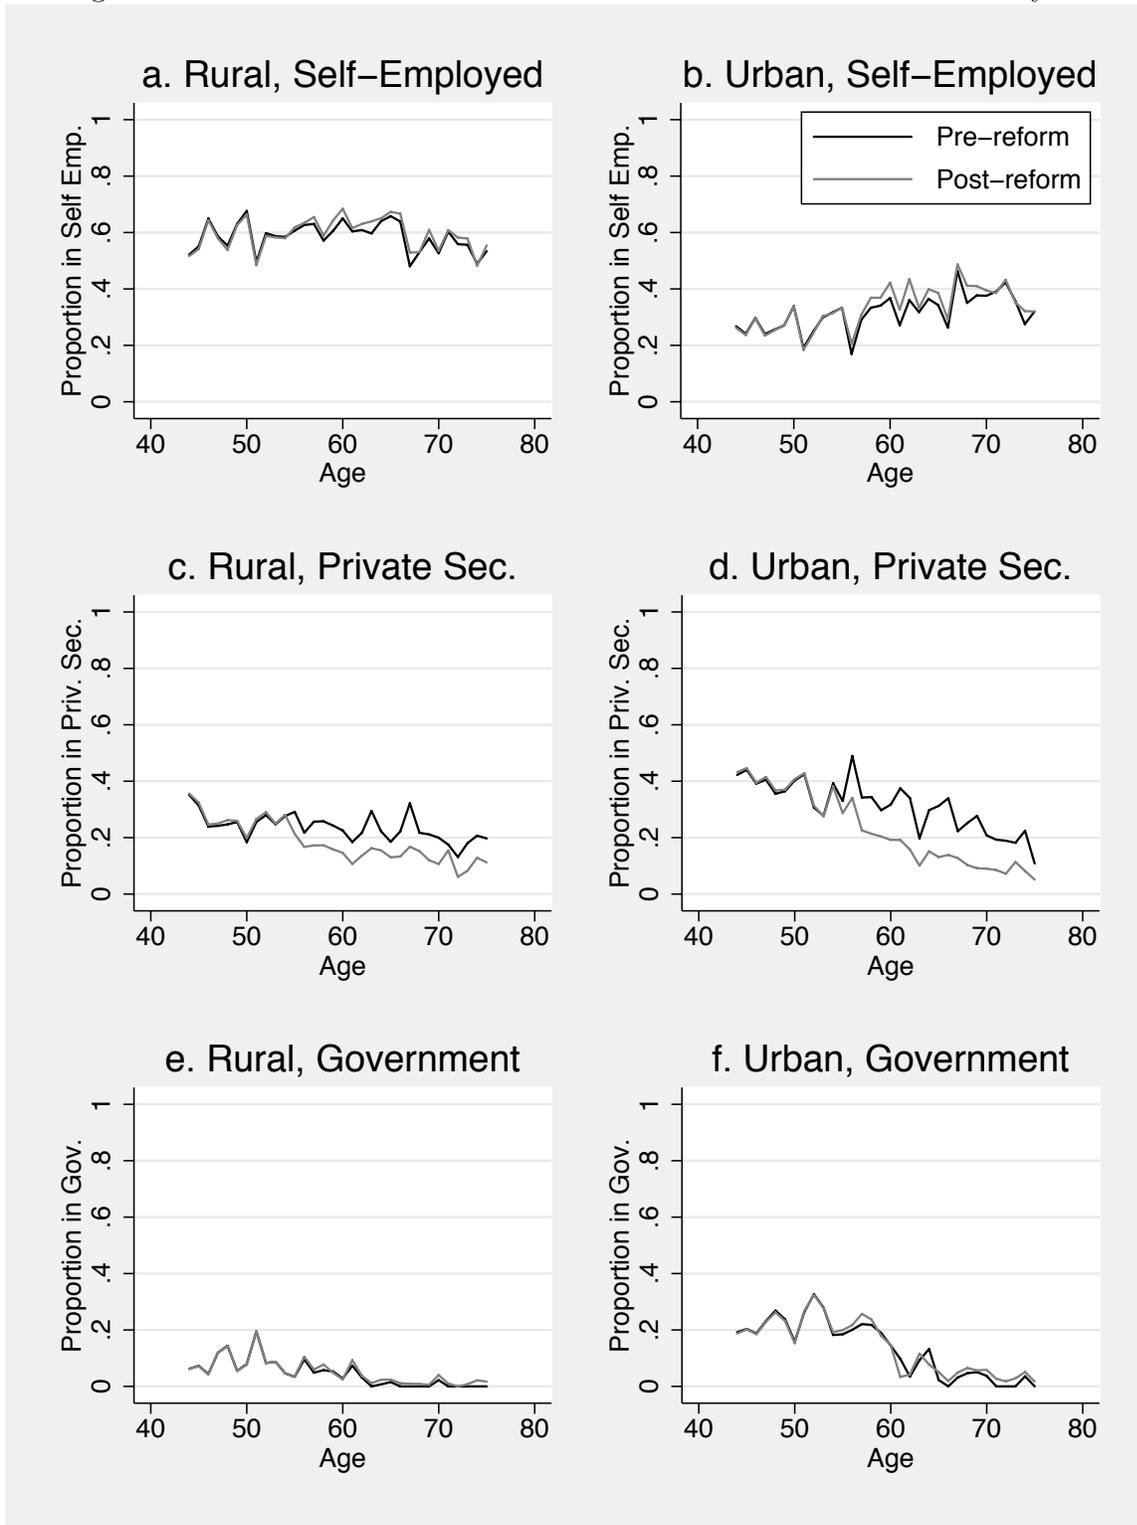 a. Rural, Self−Employed
Proportion in Self Emp.
1
.8
.6
.4
.2
0
40 50 60 70 80
Age
b. Urban, Self−Employed
Pre−reform
Post−reform
Proportion in Self Emp.
1
.8
.6
.4
.2
0
40 50 60 70 80
Age
c. Rural, Private Sec.
Proportion in Priv. Sec.
1
.8
.6
.4
.2
0
40 50 60 70 80
Age
d. Urban, Private Sec.
Proportion in Priv. Sec.
1
.8
.6
.4
.2
0
40 50 60 70 80
Age
e. Rural, Government
Proportion in Gov.
1
.8
.6
.4
.2
0
40 50 60 70 80
Age
f. Urban, Government
Proportion in Gov.
1
.8
.6
.4
.2
0
40 50 60 70 80
Age